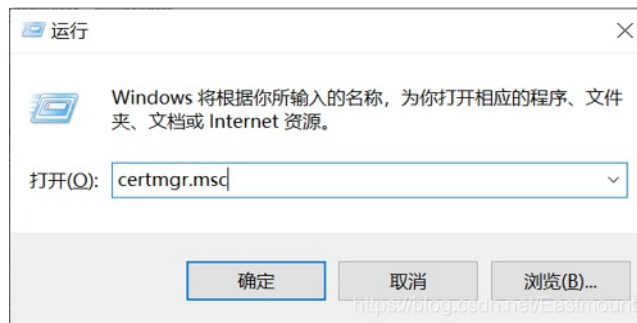 运行
Windows 将根据你所输入的名称，为你打开相应的程序、文件
夹、文档或 Internet 资源。
打开(O): certmgr.msc
确定 取消 浏览(B)...
https://blog.csdn.net/Eastmount